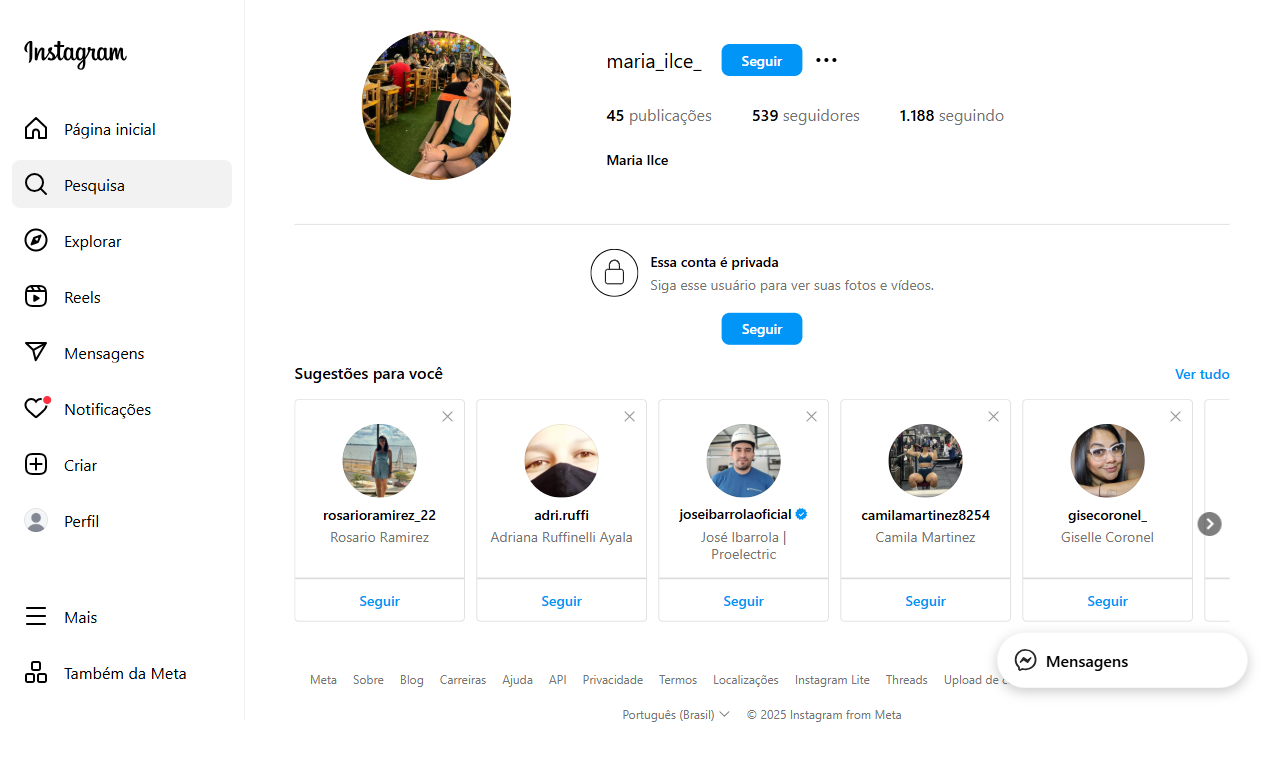 Instagram
Página inicial
Pesquisa
Explorar
Reels
Mensagens
Notificações
Criar
Perfil
Mais
Também da Meta
maria_ilce_
Seguir
45 publicações
539 seguidores
1.188 seguindo
Maria Ilce
Essa conta é privada
Siga esse usuário para ver suas fotos e vídeos.
Seguir
Sugestões para você
Ver tudo
rosarioramirez_22
Rosario Ramirez
Seguir
adri.ruffi
Adriana Ruffinelli Ayala
Seguir
joseibarrolaoficial
José Ibarrola |
Proelectric
Seguir
camilamartinez8254
Camila Martinez
Seguir
gisecoronel_
Giselle Coronel
Seguir
Mensagens
Meta Sobre Blog Carreiras Ajuda API Privacidade Termos Localizações Instagram Lite Threads Upload de
Português (Brasil) © 2025 Instagram from Meta